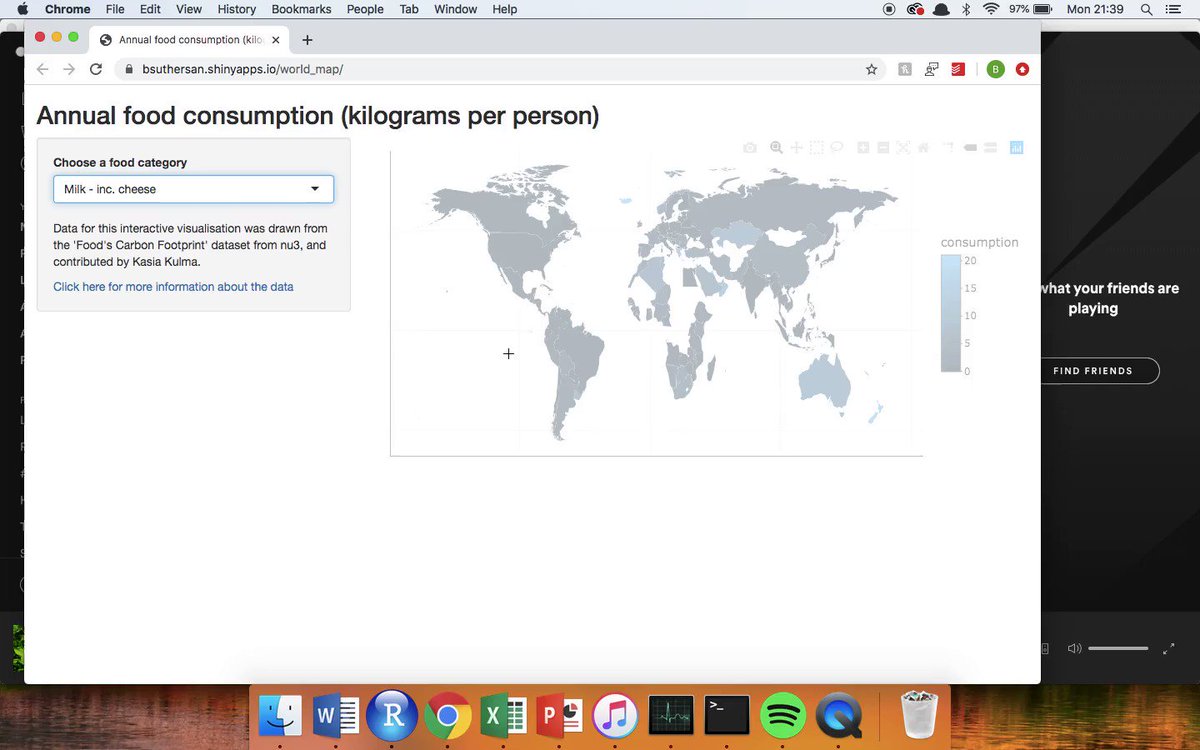 Chrome File Edit View History Bookmarks People Tab Window Help 97% Mon 21:39
Annual food consumption (kilo
bsuthersan.shinyapps.io/world_map/
B
Annual food consumption (kilograms per person)
Choose a food category
Milk - inc. cheese
Data for this interactive visualisation was drawn from
the 'Food's Carbon Footprint' dataset from nu3, and
contributed by Kasia Kulma.
Click here for more information about the data
consumption
20
15
10
5
0
what your friends are
playing
FIND FRIENDS
W
R
X
P
>_